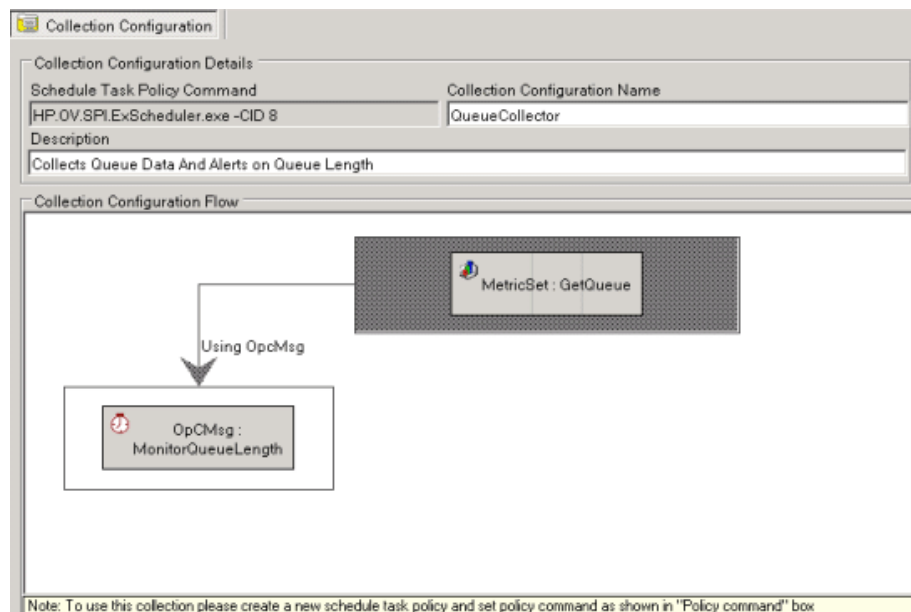 Collection Configuration
Collection Configuration Details
Schedule Task Policy Command
Collection Configuration Name
HP.OV.SPI.ExScheduler.exe -CID 8
QueueCollector
Description
Collects Queue Data And Alerts on Queue Length
Collection Configuration Flow
MetricSet : GetQueue
Using OpcMsg
OpCMsg :
MonitorQueueLength
Note: To use this collection please create a new schedule task policy and set policy command as shown in "Policy command" box